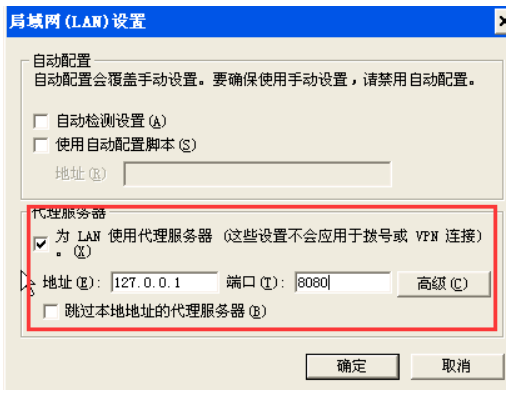 局域网(LAN)设置
自动配置
自动配置会覆盖手动设置。要确保使用手动设置，请禁用自动配置。
自动检测设置(A)
使用自动配置脚本(S)
地址(R)
代理服务器
为 LAN 使用代理服务器 (这些设置不会应用于拨号或 VPN 连接)
。(X)
地址(E): 127.0.0.1 端口(T): 8080 高级(C)
跳过本地地址的代理服务器(B)
确定 取消